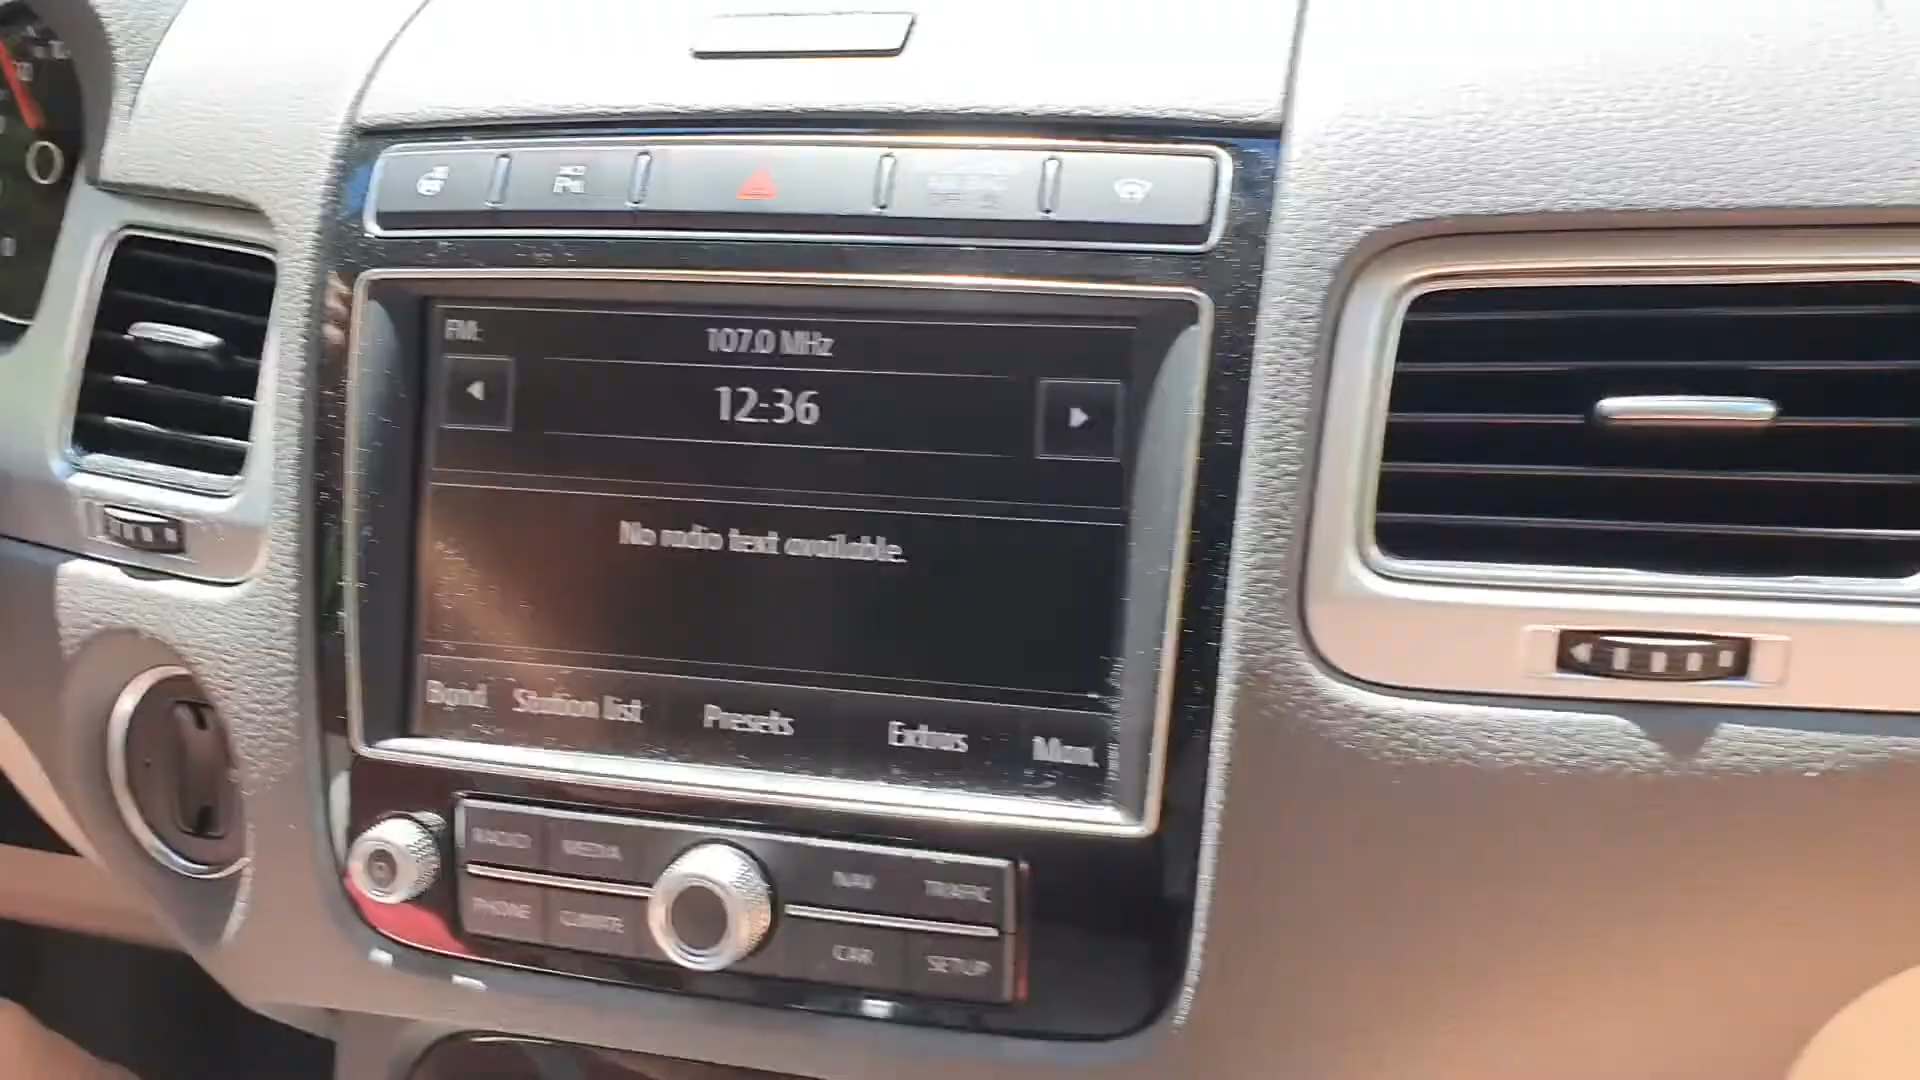 FM:
107.0 MHz
12:36
No radio text available.
Band Station list Presets Extras Man.
RADIO MEDIA NAV TRAFFIC
PHONE CLIMATE CAR SETUP